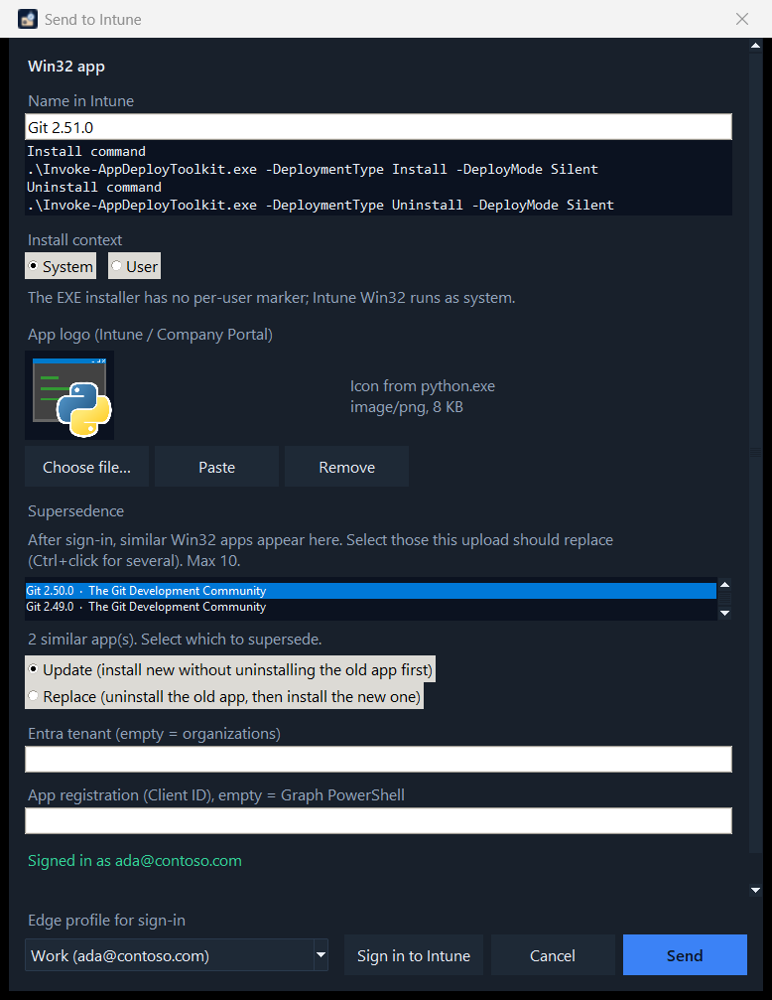 Send to Intune
Win32 app
Name in Intune
Git 2.51.0
Install command
.\Invoke-AppDeployToolkit.exe -DeploymentType Install -DeployMode Silent
Uninstall command
.\Invoke-AppDeployToolkit.exe -DeploymentType Uninstall -DeployMode Silent
Install context
System User
The EXE installer has no per-user marker; Intune Win32 runs as system.
App logo (Intune / Company Portal)
Icon from python.exe
image/png, 8 KB
Choose file... Paste Remove
Supersedence
After sign-in, similar Win32 apps appear here. Select those this upload should replace
(Ctrl+click for several). Max 10.
Git 2.50.0 · The Git Development Community
Git 2.49.0 · The Git Development Community
2 similar app(s). Select which to supersede.
Update (install new without uninstalling the old app first)
Replace (uninstall the old app, then install the new one)
Entra tenant (empty = organizations)
App registration (Client ID), empty = Graph PowerShell
Signed in as ada@contoso.com
Edge profile for sign-in
Work (ada@contoso.com) Sign in to Intune Cancel Send